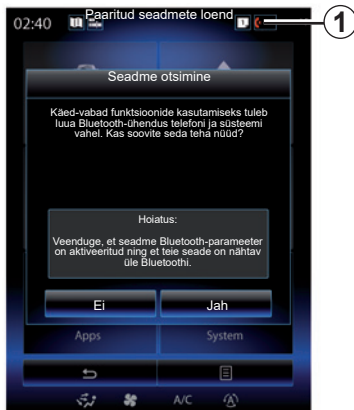 Paaritud seadmete loend
02:40
1
Seadme otsimine
Käed-vabad funktsioonide kasutamiseks tuleb
luua Bluetooth-ühendus telefoni ja süsteemi
vahel. Kas soovite seda teha nüüd?
Hoiatus:
Veenduge, et seadme Bluetooth-parameeter
on aktiveeritud ning et teie seade on nähtav
üle Bluetoothi.
Ei Jah
Apps System
A/C